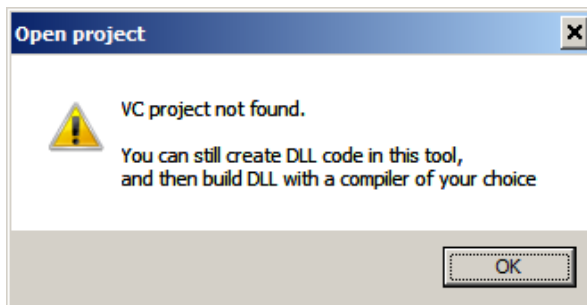 Open project
VC project not found.
You can still create DLL code in this tool,
and then build DLL with a compiler of your choice
OK